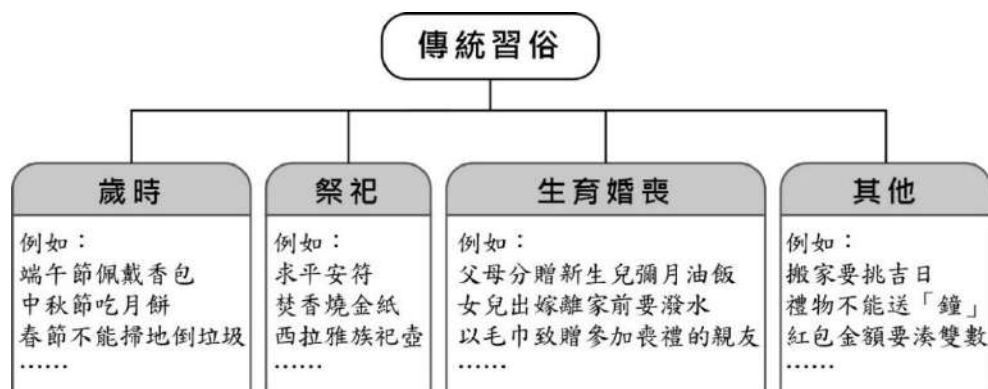 傳統習俗
歲時
例如：
端午節佩戴香包
中秋節吃月餅
春節不能掃地倒垃圾
……
祭祀
例如：
求平安符
焚香燒金紙
西拉雅族祀壺
……
生育婚喪
例如：
父母分贈新生兒彌月油飯
女兒出嫁離家前要潑水
以毛巾致贈參加喪禮的親友
……
其他
例如：
搬家要挑吉日
禮物不能送「鐘」
紅包金額要湊雙數
……